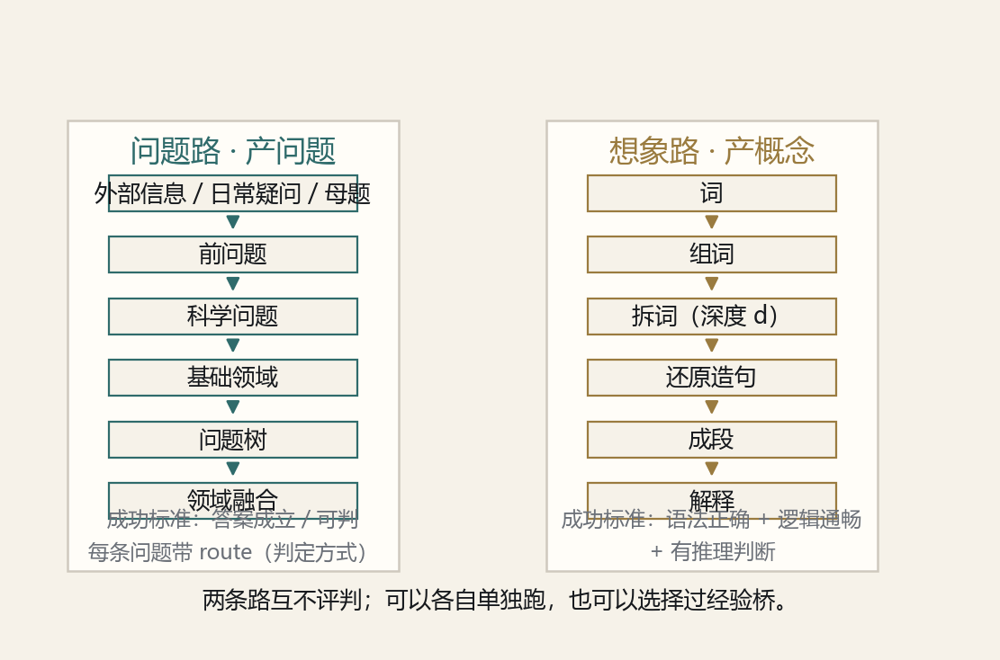 问题路 · 产问题
外部信息 / 日常疑问 / 母题
前问题
科学问题
基础领域
问题树
领域融合
成功标准：答案成立 / 可判
每条问题带 route（判定方式）
想象路 · 产概念
词
组词
拆词（深度 d）
还原造句
成段
解释
成功标准：语法正确 + 逻辑通畅
+ 有推理判断
两条路互不评判；可以各自单独跑，也可以选择过经验桥。